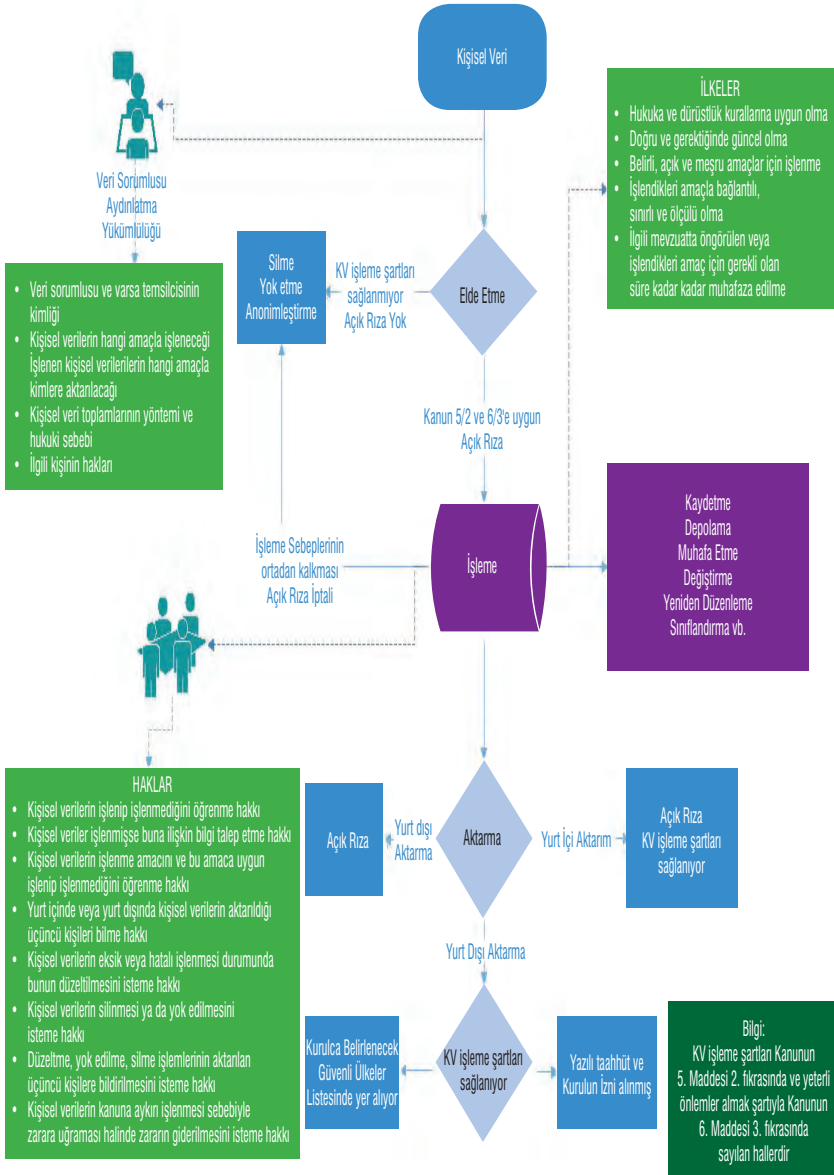 Kişisel Veri
Veri Sorumlusu
Aydınlatma
Yükümlülüğü
İLKELER
• Hukuka ve dürüstlük kurallarına uygun olma
• Doğru ve gerektiğinde güncel olma
• Belirli, açık ve meşru amaçlar için işlenme
• İşlendikleri amaçla bağlantılı,
sınırlı ve ölçülü olma
• İlgili mevzuatta öngörülen veya
işlendikleri amaç için gerekli olan
süre kadar kadar muhafaza edilme
• Veri sorumlusu ve varsa temsilcisinin
kimliği
• Kişisel verilerin hangi amaçla işleneceği
İşlenen kişisel verilerilerin hangi amaçla
kimlere aktarılacağı
• Kişisel veri toplamlarının yöntemi ve
hukuki sebebi
• İlgili kişinin hakları
Silme
Yok etme
Anonimleştirme
KV işleme şartları
sağlanmıyor
Açık Rıza Yok
Elde Etme
Kanun 5/2 ve 6/3'e uygun
Açık Rıza
İşleme Sebeplerinin
ortadan kalkması
Açık Rıza İptali
İşleme
Kaydetme
Depolama
Muhafa Etme
Değiştirme
Yeniden Düzenleme
Sınıflandırma vb.
HAKLAR
• Kişisel verilerin işlenip işlenmediğini öğrenme hakkı
• Kişisel veriler işlenmişse buna ilişkin bilgi talep etme hakkı
• Kişisel verilerin işlenme amacını ve bu amaca uygun
işlenip işlenmediğini öğrenme hakkı
• Yurt içinde veya yurt dışında kişisel verilerin aktarıldığı
üçüncü kişileri bilme hakkı
• Kişisel verilerin eksik veya hatalı işlenmesi durumunda
bunun düzeltilmesini isteme hakkı
• Kişisel verilerin silinmesi ya da yok edilmesini
isteme hakkı
• Düzeltme, yok edilme, silme işlemlerinin aktarılan
üçüncü kişilere bildirilmesini isteme hakkı
• Kişisel verilerin kanuna aykırı işlenmesi sebebiyle
zarara uğraması halinde zararın giderilmesini isteme hakkı
Açık Rıza
Yurt dışı
Aktarma
Aktarma
Yurt İçi Aktarım
Açık Rıza
KV işleme şartları
sağlanıyor
Yurt Dışı Aktarma
Kurulca Belirlenecek
Güvenli Ülkeler
Listesinde yer alıyor
KV işleme şartları
sağlanıyor
Yazılı taahhüt ve
Kurulun İzni alınmış
Bilgi:
KV işleme şartları Kanunun
5. Maddesi 2. fıkrasında ve yeterli
önlemler almak şartıyla Kanunun
6. Maddesi 3. fıkrasında
sayılan hallerdir